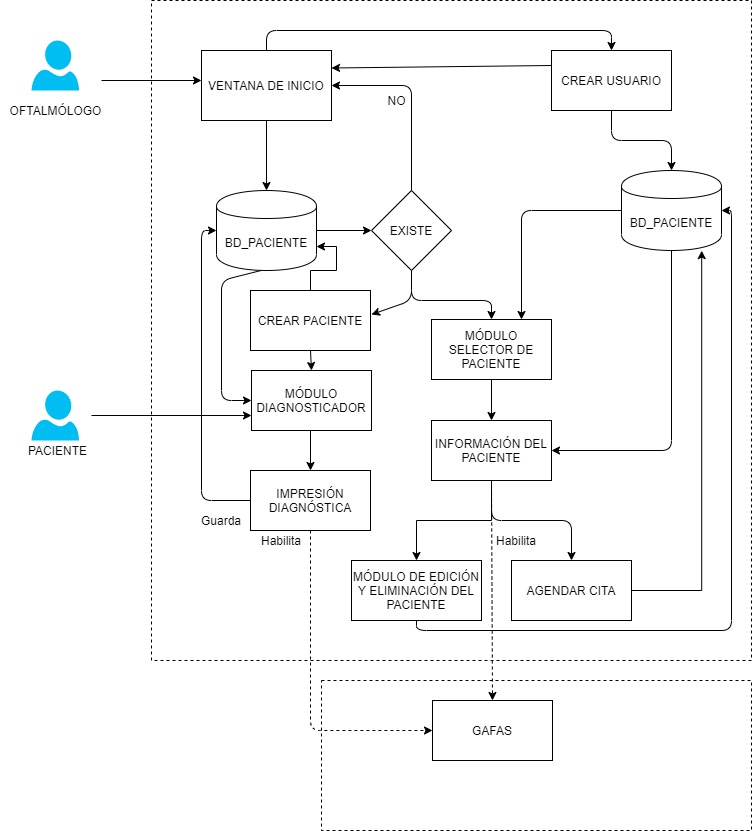 OFTALMÓLOGO
VENTANA DE INICIO
CREAR USUARIO
NO
BD_PACIENTE
EXISTE
BD_PACIENTE
CREAR PACIENTE
MÓDULO
SELECTOR DE
PACIENTE
PACIENTE
MÓDULO
DIAGNOSTICADOR
INFORMACIÓN DEL
PACIENTE
IMPRESIÓN
DIAGNÓSTICA
Guarda
Habilita
Habilita
MÓDULO DE EDICIÓN
Y ELIMINACIÓN DEL
PACIENTE
AGENDAR CITA
GAFAS